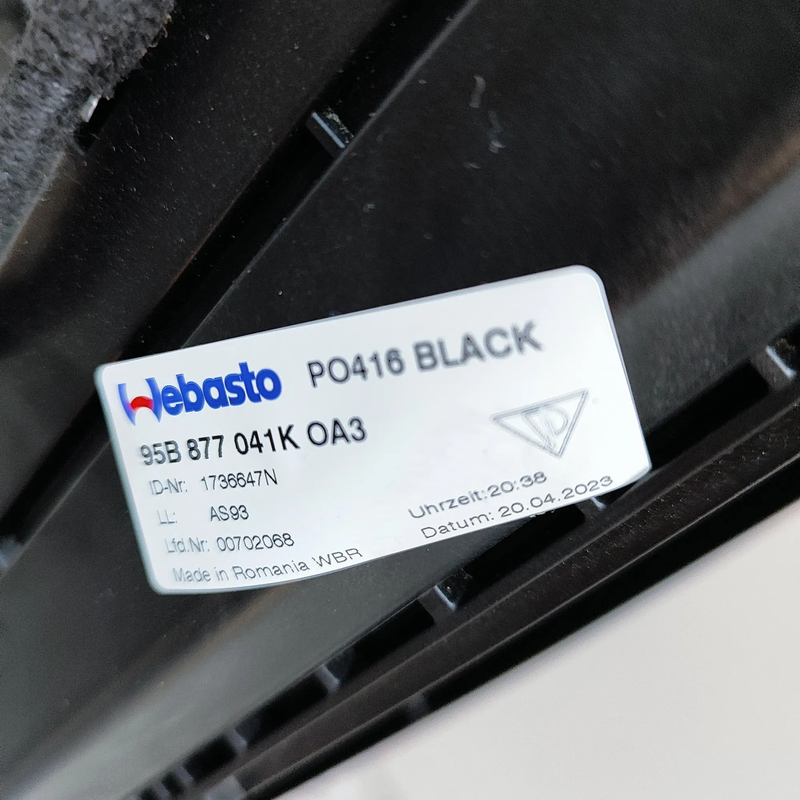 Webasto PO416 BLACK
95B 877 041K OA3
ID-Nr: 1736647N
LL: AS93
Lfd.Nr: 00702068
Made in Romania WBR
Uhrzeit:20:38
Datum: 20.04.2023